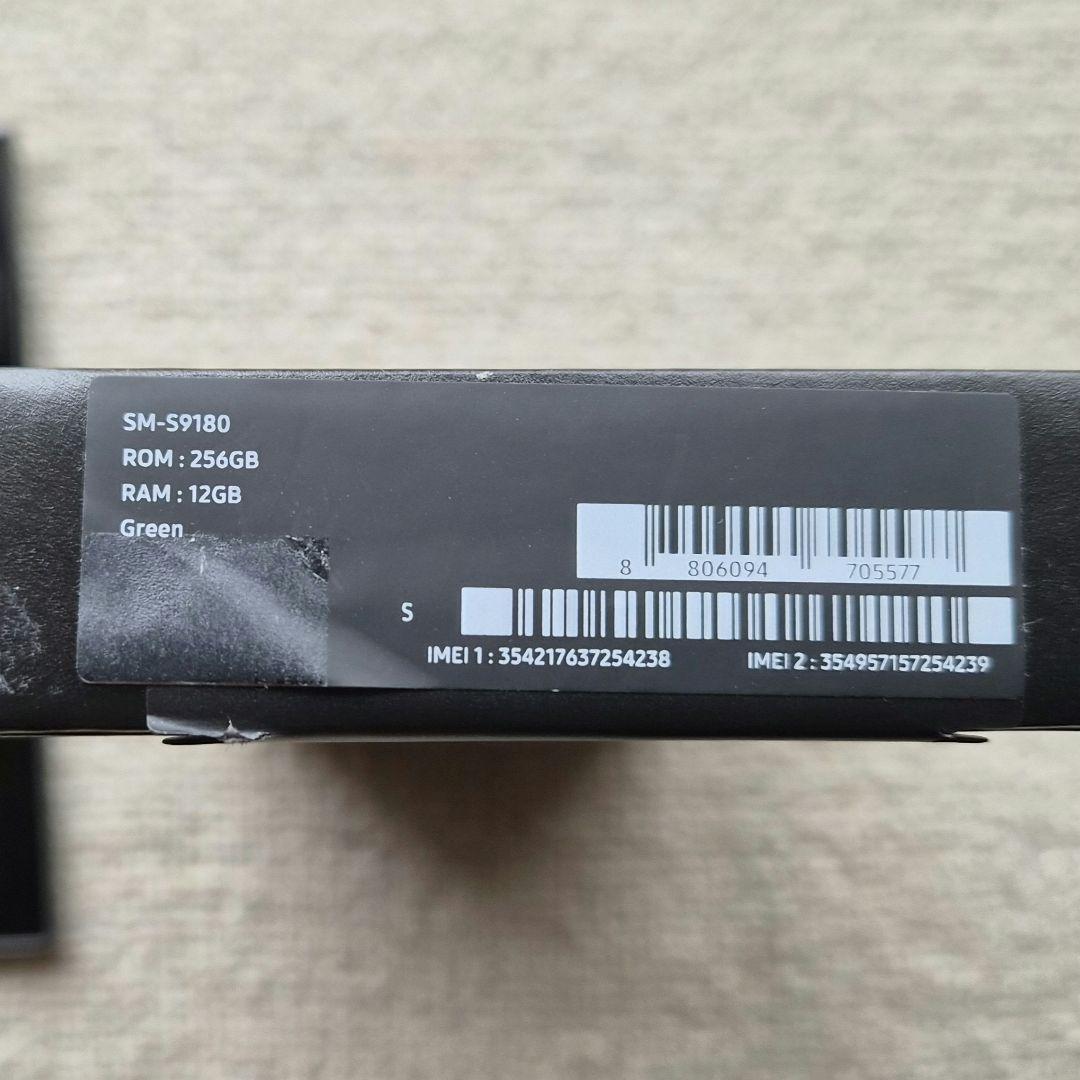 SM-S9180
ROM : 256GB
RAM : 12GB
Green
8 806094 705577
S
IMEI 1 : 354217637254238 IMEI 2 : 354957157254239